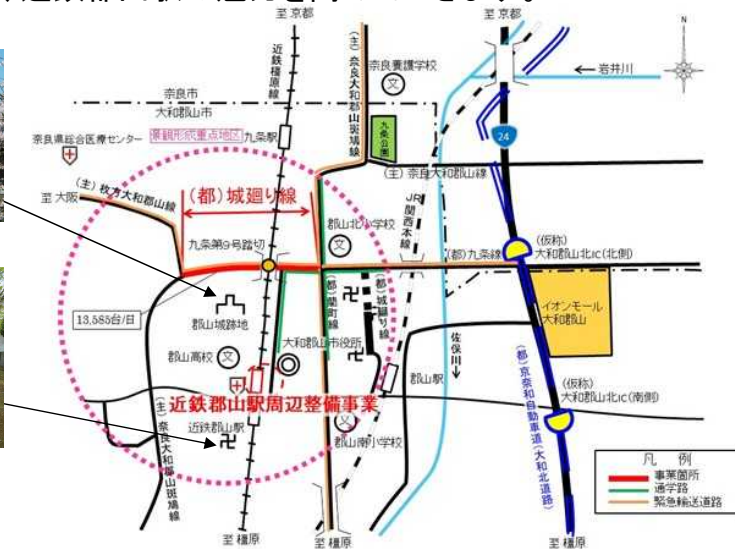 至 京都
至 京都
N
近鉄橿原線
(主)奈良大和郡山斑鳩線
奈良養護学校
文
岩井川
奈良市
大和郡山市
24
奈良県総合医療センター
景観形成重点地区
九条駅
九条公園
(主)奈良大和郡山線
(主)枚方大和郡山線
至 大阪
(都)城廻り線
JR関西本線
郡山北小学校
文
九条第9号踏切
(都)九条線
(仮称)
大和郡山北IC(北側)
13,585台/日
郡山城跡地
(都)藺町線
(都)城廻り線
イオンモール
大和郡山
大和郡山市役所
佐保川
郡山高校
文
郡山駅
(仮称)
大和郡山北IC(南側)
近鉄郡山駅周辺整備事業
近鉄郡山駅
文
郡山南小学校
(主)奈良大和郡山斑鳩線
(都)京奈和自動車道(大和北道路)
凡 例
事業箇所
通学路
緊急輸送道路
至 橿原
至 橿原
至 橿原